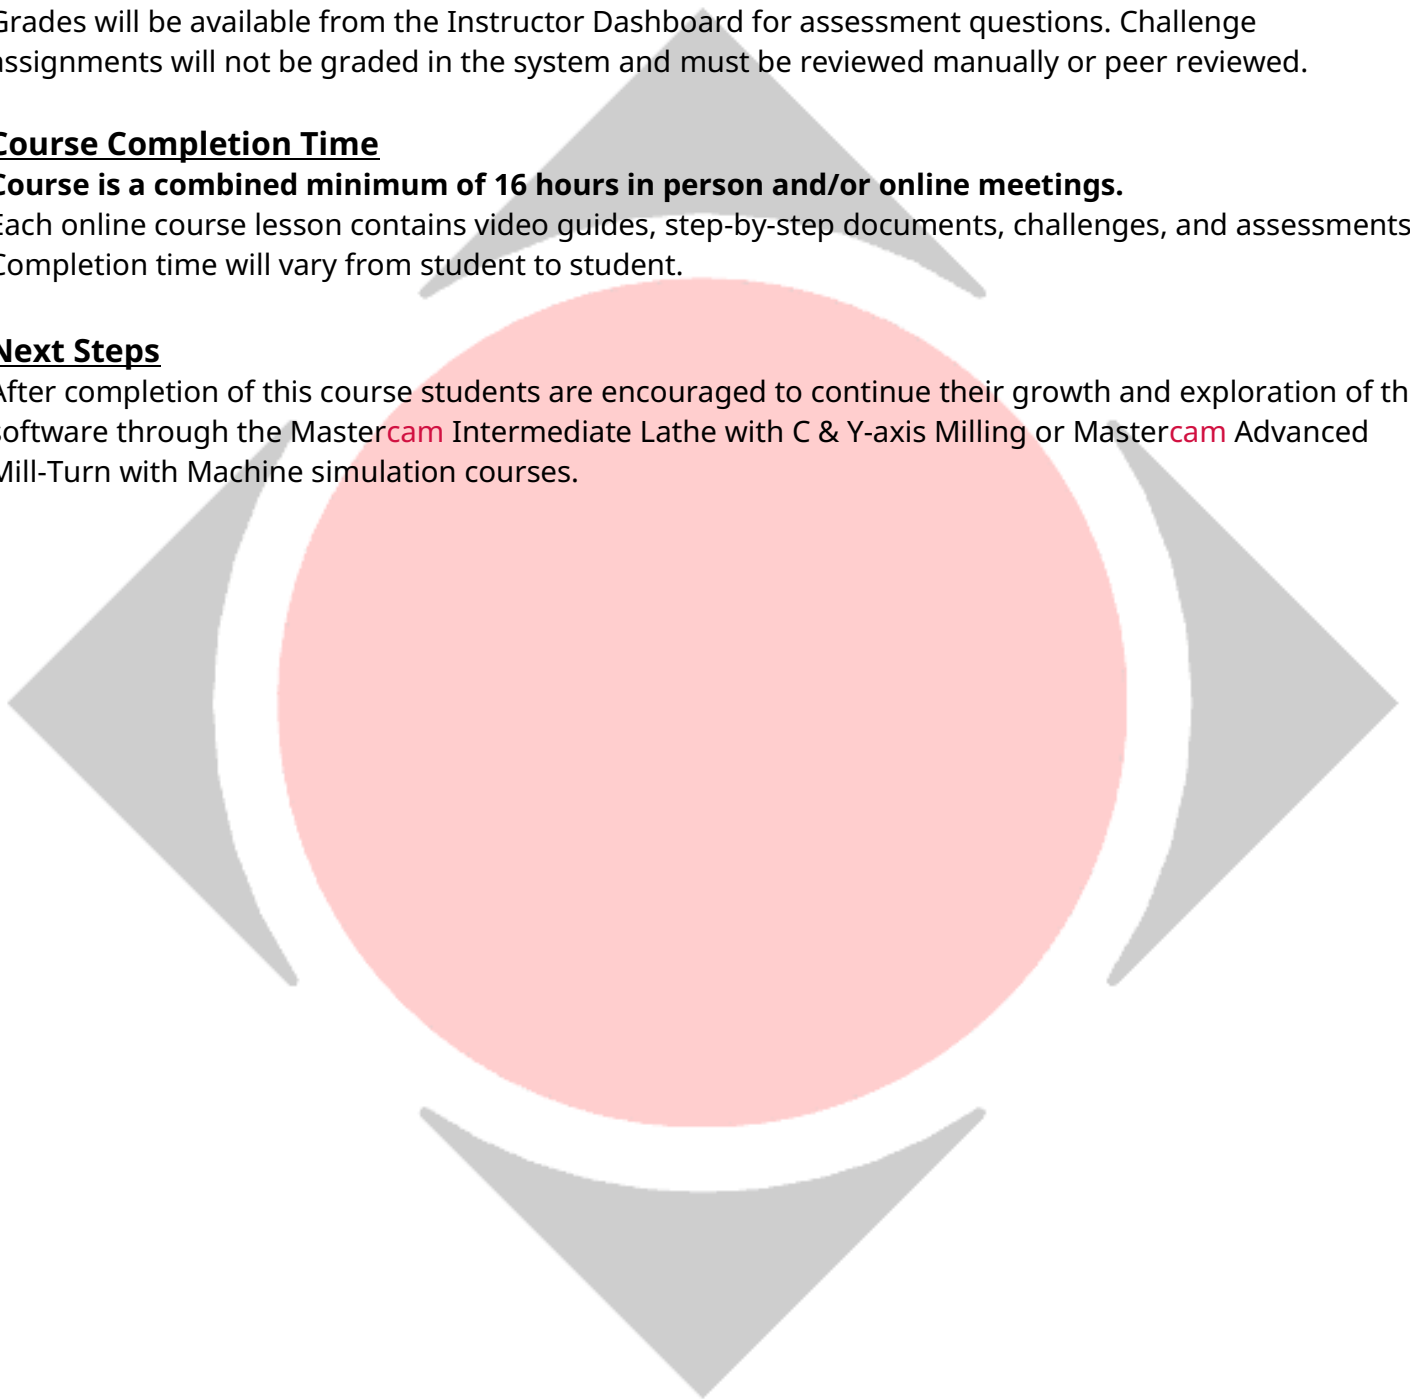 Grades will be available from the Instructor Dashboard for assessment questions. Challenge
assignments will not be graded in the system and must be reviewed manually or peer reviewed.
Course Completion Time
Course is a combined minimum of 16 hours in person and/or online meetings.
Each online course lesson contains video guides, step-by-step documents, challenges, and assessments
Completion time will vary from student to student.
Next Steps
After completion of this course students are encouraged to continue their growth and exploration of th
software through the Mastercam Intermediate Lathe with C & Y-axis Milling or Mastercam Advanced
Mill-Turn with Machine simulation courses.